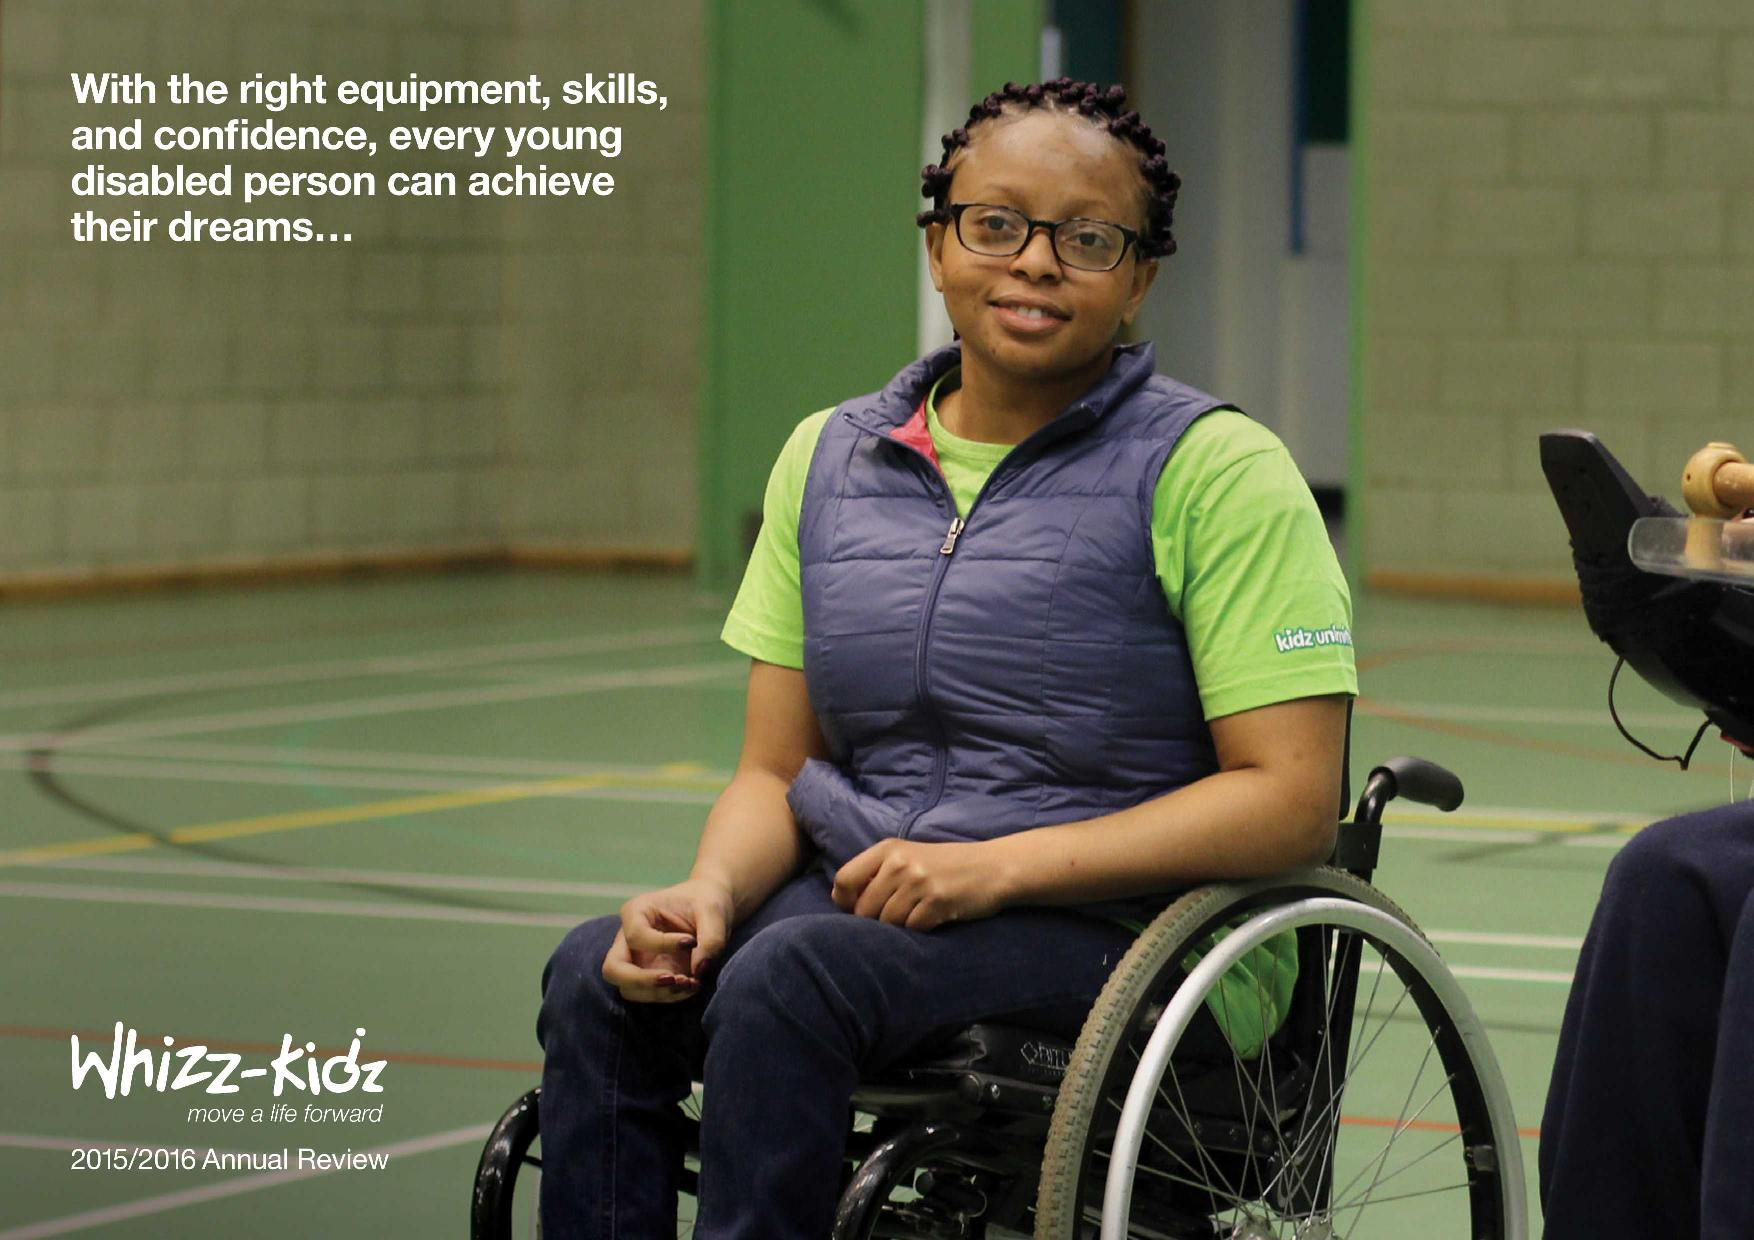 With the right equipment, skills,
and confidence, every young
disabled person can achieve
their dreams...
kidz
Whizz-Kidz
move a life forward
2015/2016 Annual Review